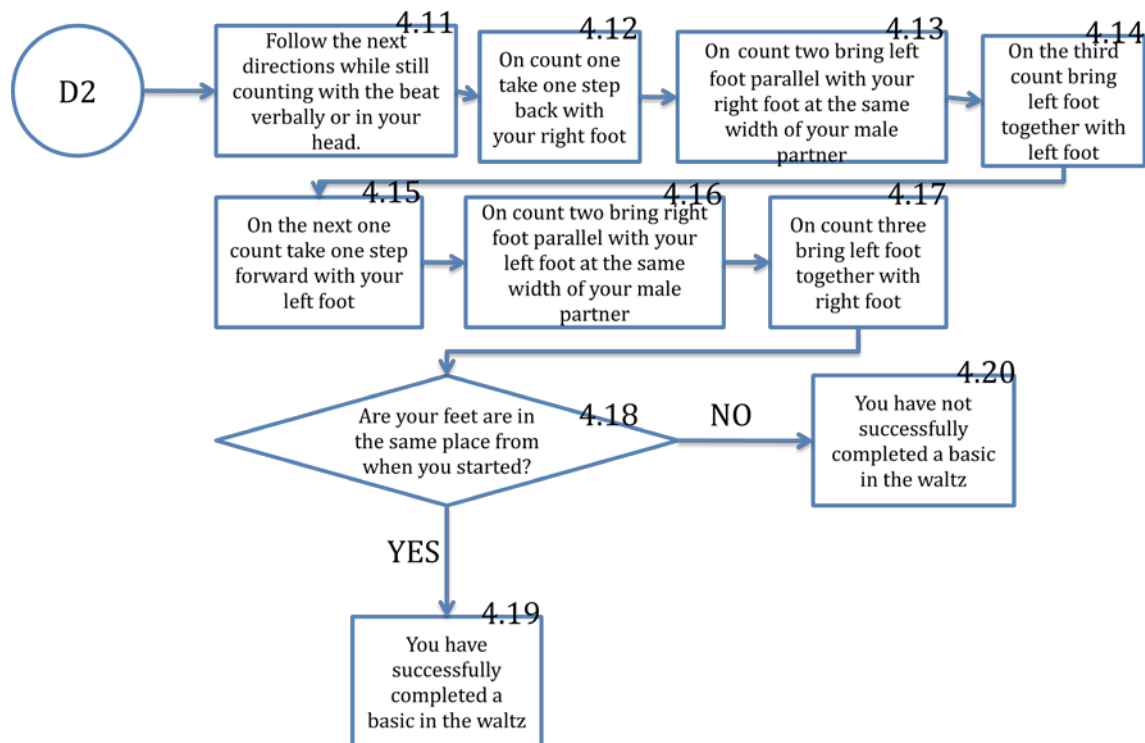 D2
4.11
Follow the next
directions while still
counting with the beat
verbally or in your
head.
4.12
On count one
take one step
back with
your right foot
4.13
On count two bring left
foot parallel with your
right foot at the same
width of your male
partner
4.14
On the third
count bring
left foot
together with
left foot
4.15
On the next one
count take one step
forward with your
left foot
4.16
On count two bring right
foot parallel with your
left foot at the same
width of your male
partner
4.17
On count three
bring left foot
together with
right foot
4.18
Are your feet are in
the same place from
when you started?
NO
4.20
You have not
successfully
completed a basic
in the waltz
YES
4.19
You have
successfully
completed a
basic in the waltz